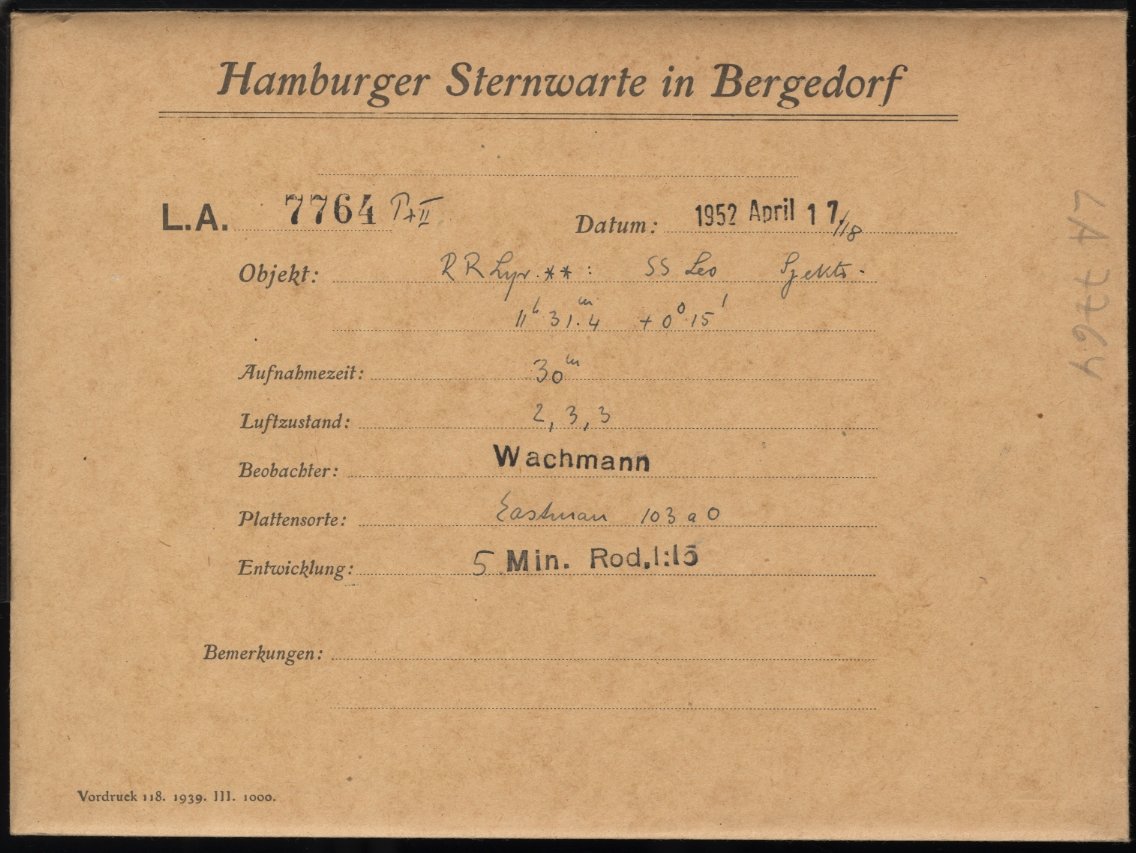 Hamburger Sternwarte in Bergedorf
L.A. 7764 P+II Datum: 1952 April 17/18
Objekt: RR Lyr. **: SS Leo Spektr.
11h 31.m4 +0° 15'
Aufnahmezeit: 30m
Luftzustand: 2, 3, 3
Beobachter: Wachmann
Plattensorte: Eastman 103 a O
Entwicklung: 5 Min. Rod. 1:15
Bemerkungen:
Vordruck 118. 1939. III. 1000.
LA 7764